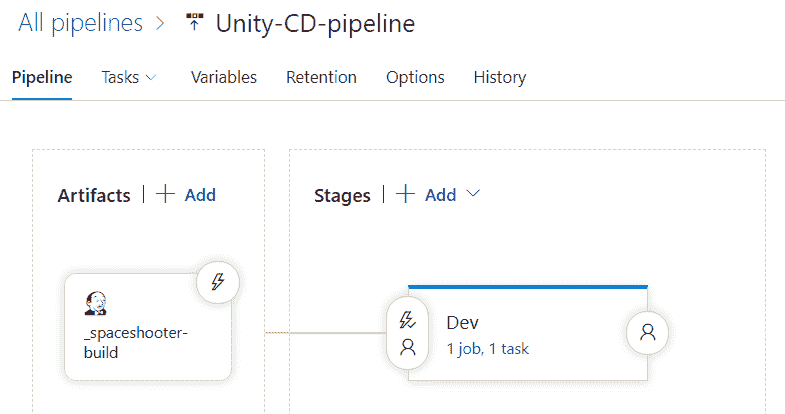 All pipelines > Unity-CD-pipeline
Pipeline Tasks Variables Retention Options History
Artifacts | + Add
Stages | + Add
_spaceshooter-
build
Dev
1 job, 1 task